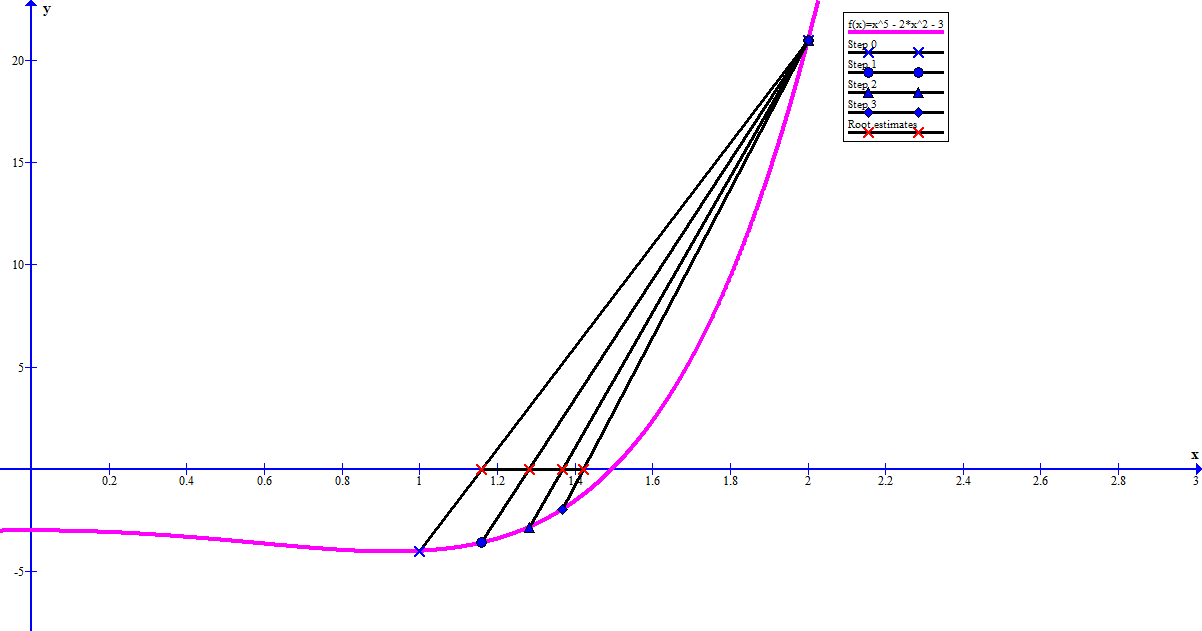 y
f(x)=x^5 - 2*x^2 - 3
Step 0
Step 1
Step 2
Step 3
Root estimates
20
15
10
5
x
0.2 0.4 0.6 0.8 1 1.2 1.4 1.6 1.8 2 2.2 2.4 2.6 2.8 3
-5